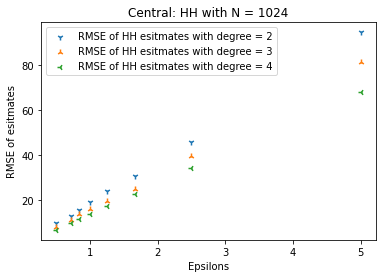 Central: HH with N = 1024
RMSE of HH esitmates with degree = 2
RMSE of HH esitmates with degree = 3
RMSE of HH esitmates with degree = 4
RMSE of esitmates
80
60
40
20
1
2
3
4
5
Epsilons